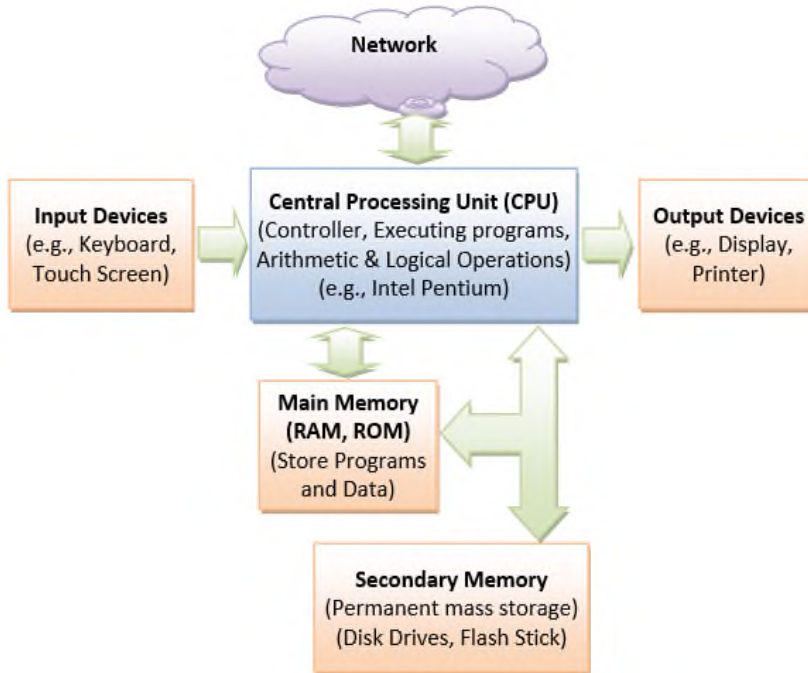 Network
Input Devices
(e.g., Keyboard,
Touch Screen)
Central Processing Unit (CPU)
(Controller, Executing programs,
Arithmetic & Logical Operations)
(e.g., Intel Pentium)
Output Devices
(e.g., Display,
Printer)
Main Memory
(RAM, ROM)
(Store Programs
and Data)
Secondary Memory
(Permanent mass storage)
(Disk Drives, Flash Stick)